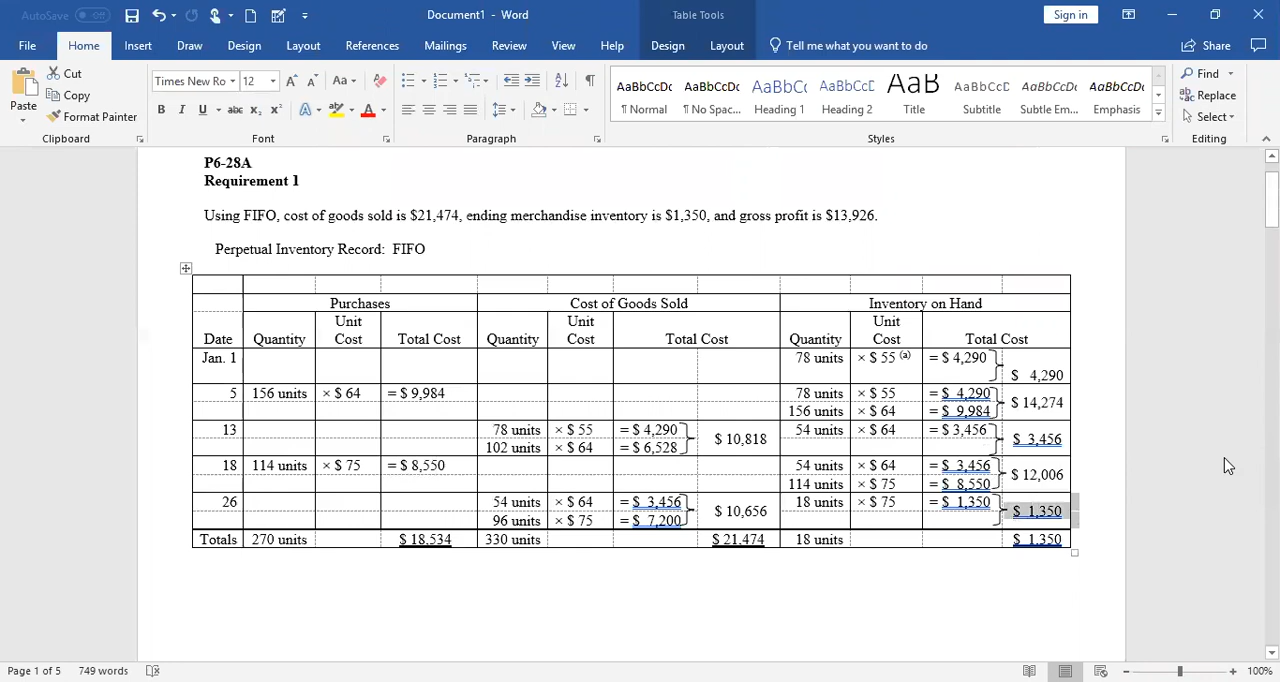 AutoSave Off Document1 - Word Table Tools Sign in
File Home Insert Draw Design Layout References Mailings Review View Help Design Layout Tell me what you want to do Share
Paste Cut Copy Format Painter
Times New Ro 12 Aa
B I U abc x₂ x² A A
AaBbCcDc AaBbCcDc AaBbCc AaBbCcC AaB AaBbCcC AaBbCcDc AaBbCcDc
¶ Normal ¶ No Spac... Heading 1 Heading 2 Title Subtitle Subtle Em... Emphasis
Find Replace Select
Clipboard Font Paragraph Styles Editing
P6-28A
Requirement 1
Using FIFO, cost of goods sold is $21,474, ending merchandise inventory is $1,350, and gross profit is $13,926.
Perpetual Inventory Record: FIFO
Purchases Cost of Goods Sold Inventory on Hand
Unit Unit Unit
Date Quantity Cost Total Cost Quantity Cost Total Cost Quantity Cost Total Cost
Jan. 1 78 units × $ 55 (a) = $ 4,290
$ 4,290
5 156 units × $ 64 = $ 9,984 78 units × $ 55 = $ 4,290 $ 14,274
156 units × $ 64 = $ 9,984
13 78 units × $ 55 = $ 4,290 $ 10,818 54 units × $ 64 = $ 3,456 $ 3,456
102 units × $ 64 = $ 6,528
18 114 units × $ 75 = $ 8,550 54 units × $ 64 = $ 3,456 $ 12,006
114 units × $ 75 = $ 8,550
26 54 units × $ 64 = $ 3,456 $ 10,656 18 units × $ 75 = $ 1,350 $ 1,350
96 units × $ 75 = $ 7,200
Totals 270 units $ 18,534 330 units $ 21,474 18 units $ 1,350
Page 1 of 5 749 words 100%